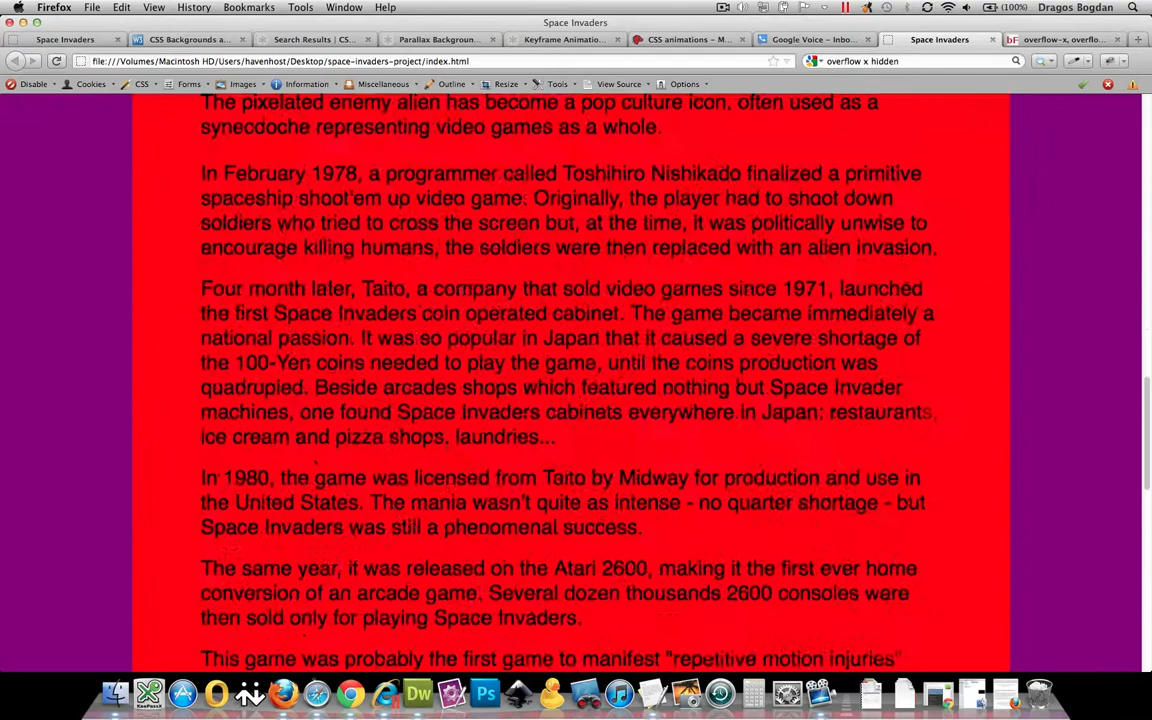 Firefox File Edit View History Bookmarks Tools Window Help (100%) Dragos Bogdan
Space Invaders
Space Invaders CSS Backgrounds a... Search Results | CS... Parallax Backgroun... Keyframe Animatio... CSS animations – M... Google Voice – Inbo... Space Invaders overflow-x, overflo...
file:///Volumes/Macintosh HD/Users/havenhost/Desktop/space-invaders-project/index.html overflow x hidden
Disable Cookies CSS Forms Images Information Miscellaneous Outline Resize Tools View Source Options
The pixelated enemy alien has become a pop culture icon, often used as a
synecdoche representing video games as a whole.
In February 1978, a programmer called Toshihiro Nishikado finalized a primitive
spaceship shoot'em up video game. Originally, the player had to shoot down
soldiers who tried to cross the screen but, at the time, it was politically unwise to
encourage killing humans, the soldiers were then replaced with an alien invasion.
Four month later, Taito, a company that sold video games since 1971, launched
the first Space Invaders coin operated cabinet. The game became immediately a
national passion. It was so popular in Japan that it caused a severe shortage of
the 100-Yen coins needed to play the game, until the coins production was
quadrupled. Beside arcades shops which featured nothing but Space Invader
machines, one found Space Invaders cabinets everywhere in Japan: restaurants,
ice cream and pizza shops, laundries...
In 1980, the game was licensed from Taito by Midway for production and use in
the United States. The mania wasn't quite as intense - no quarter shortage - but
Space Invaders was still a phenomenal success.
The same year, it was released on the Atari 2600, making it the first ever home
conversion of an arcade game. Several dozen thousands 2600 consoles were
then sold only for playing Space Invaders.
This game was probably the first game to manifest "repetitive motion injuries"
KeePassX
Dw
Ps